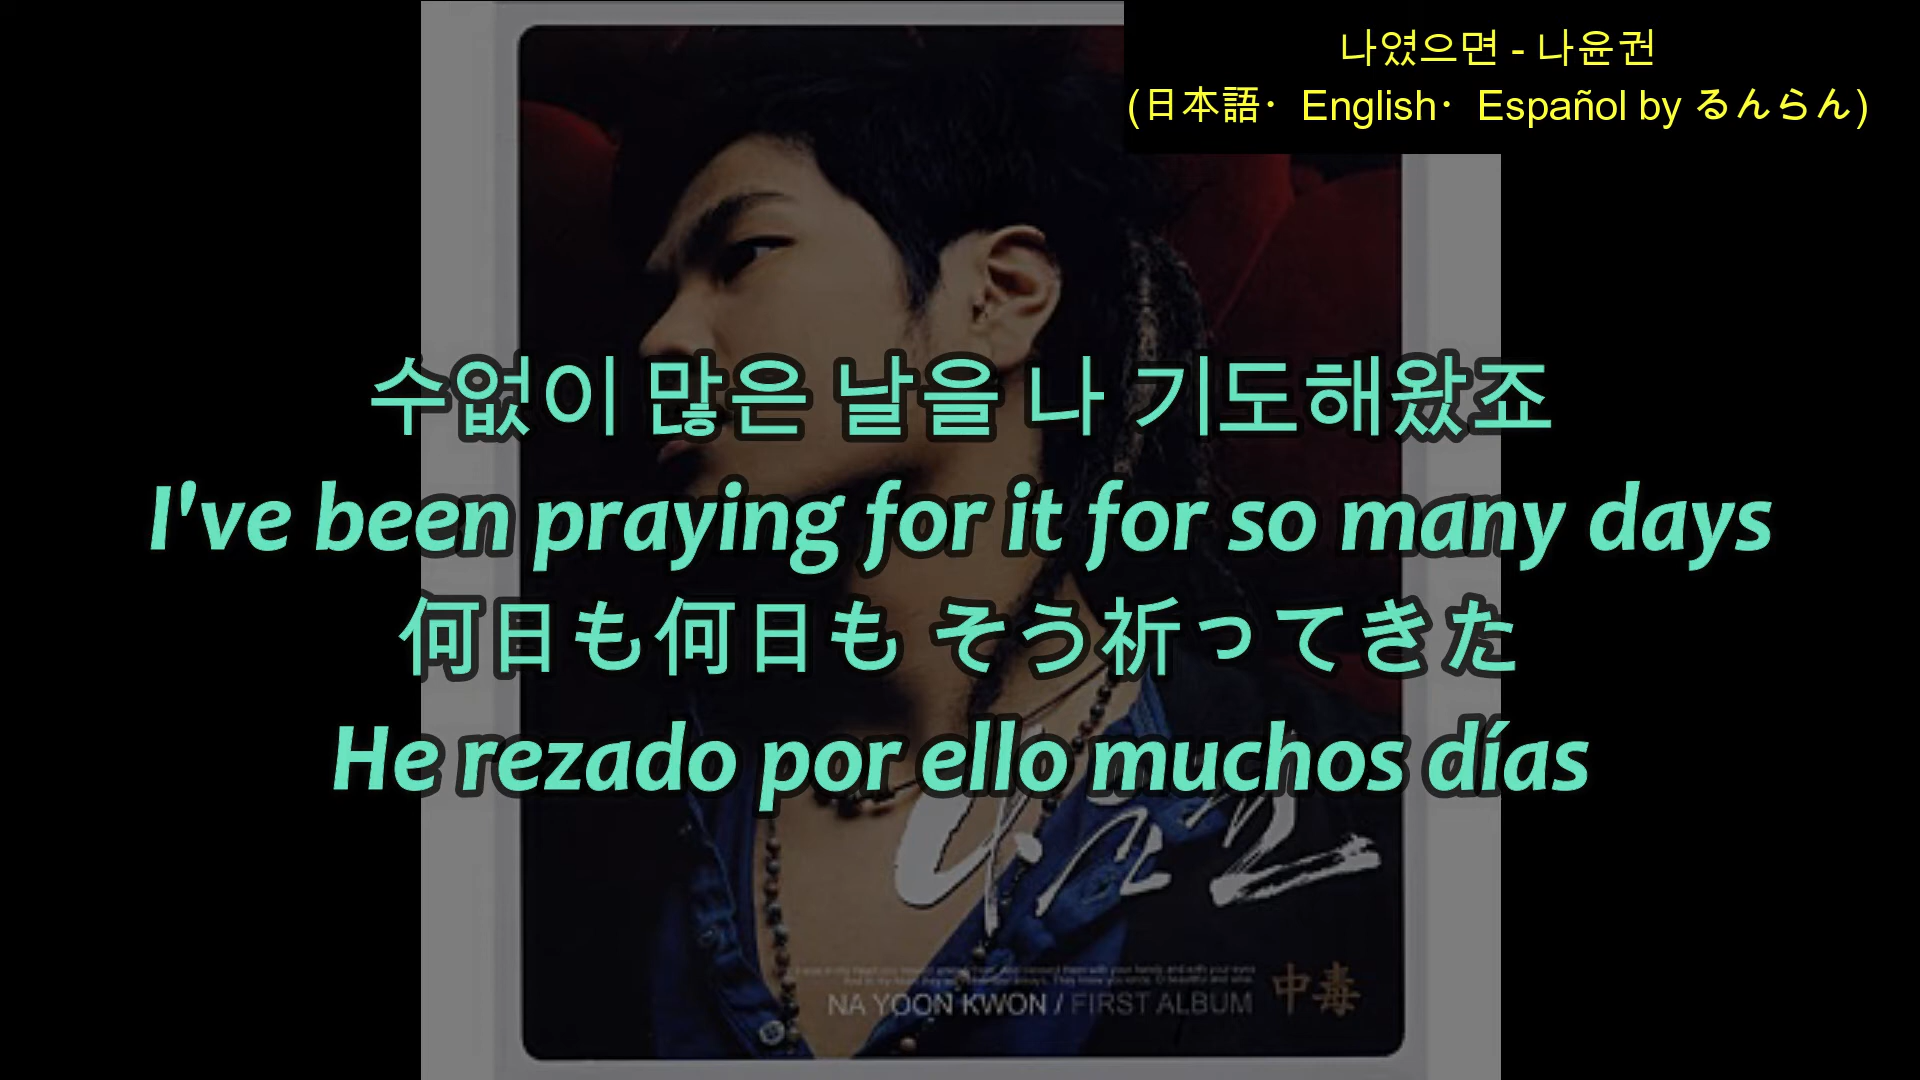 나였으면 - 나윤권
(日本語・English・Español by るんらん)
수없이 많은 날을 나 기도해왔죠
I've been praying for it for so many days
何日も何日も そう祈ってきた
He rezado por ello muchos días
나윤권
NA YOON KWON / FIRST ALBUM 中毒